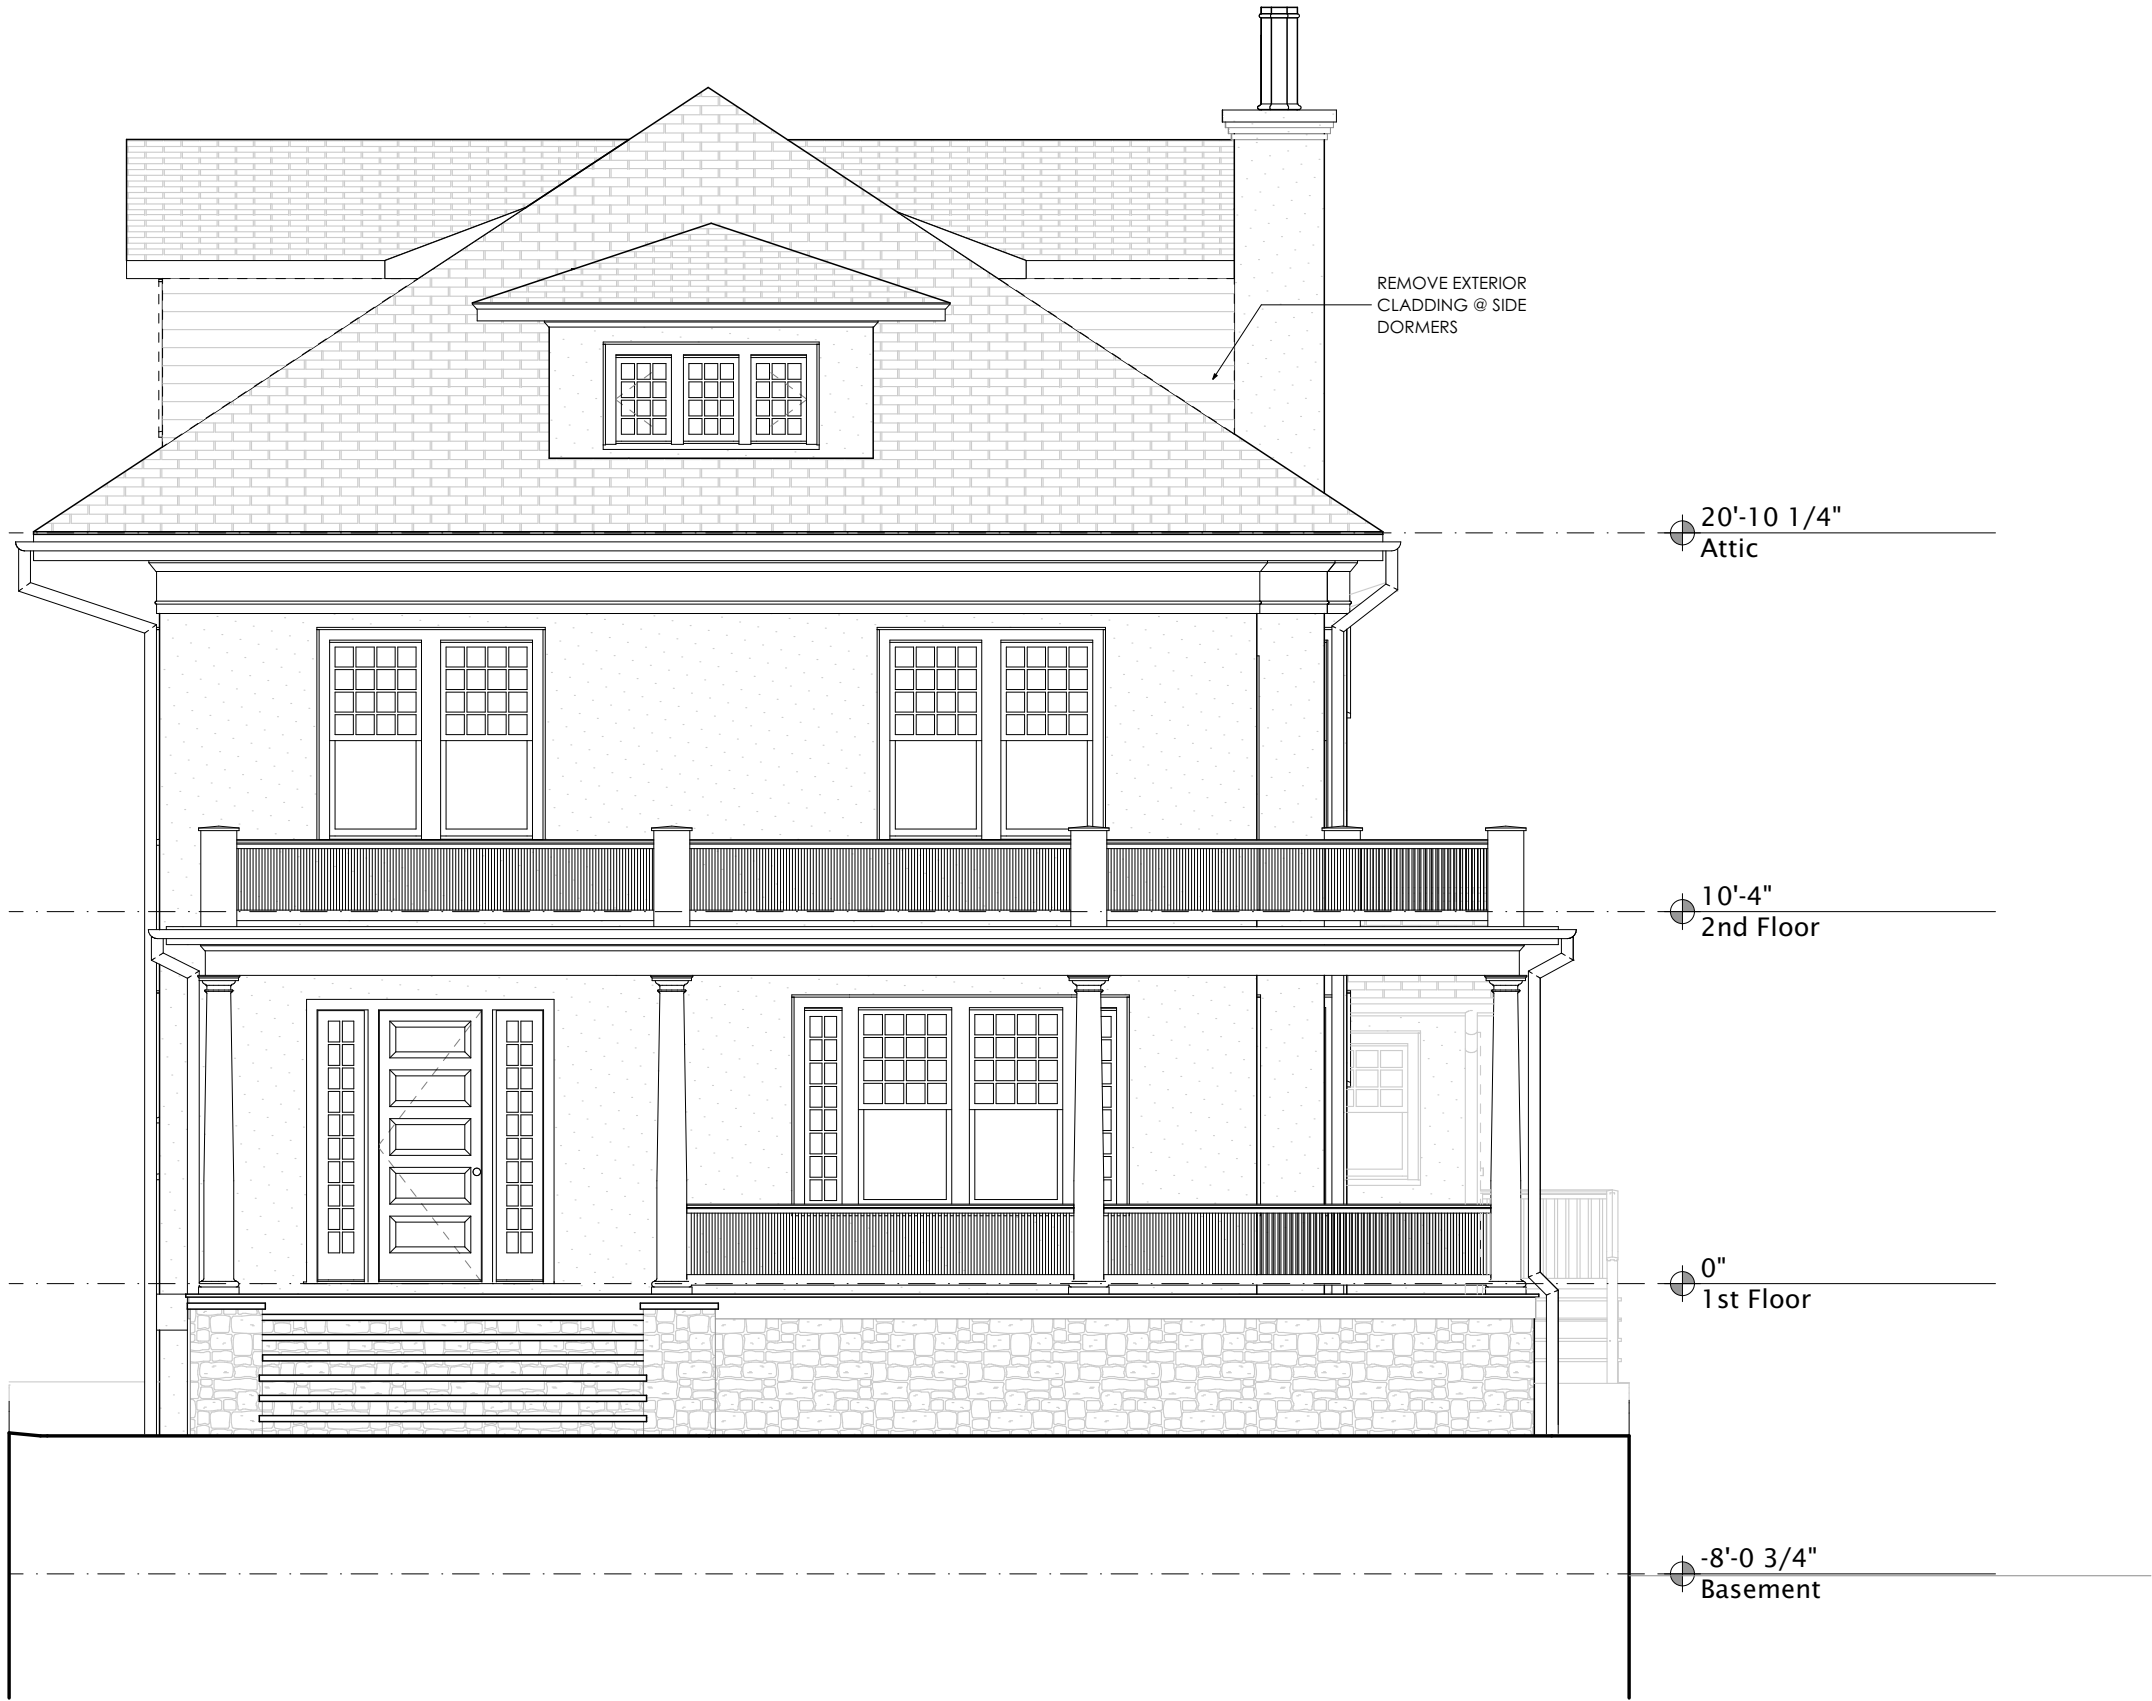 REMOVE EXTERIOR
CLADDING @ SIDE
DORMERS
20'-10 1/4"
Attic
10'-4"
2nd Floor
0"
1st Floor
-8'-0 3/4"
Basement